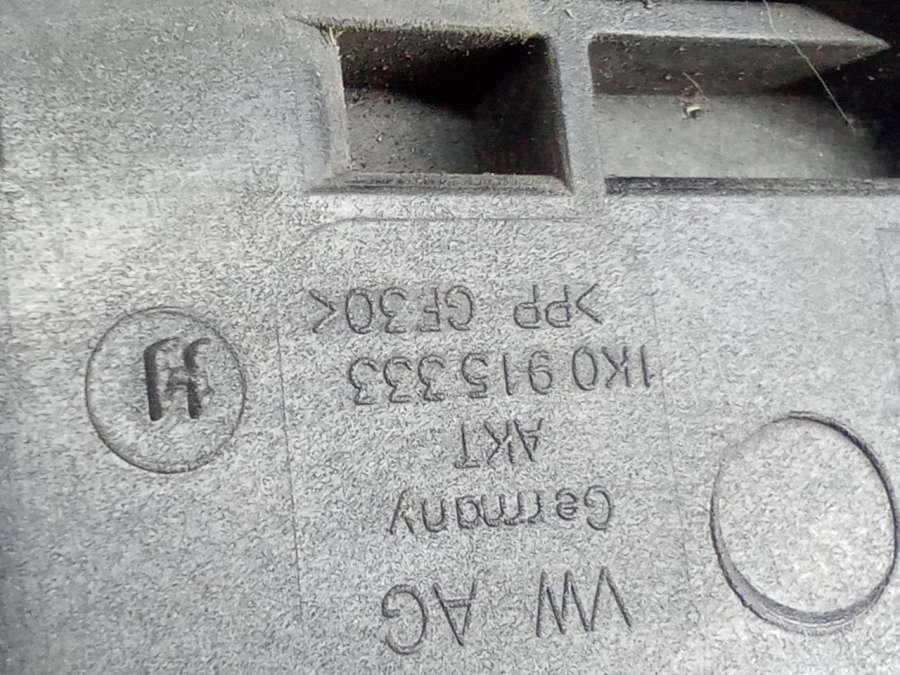 VW AG
Germany
AKT
1K0 915 333
>PP GF30<